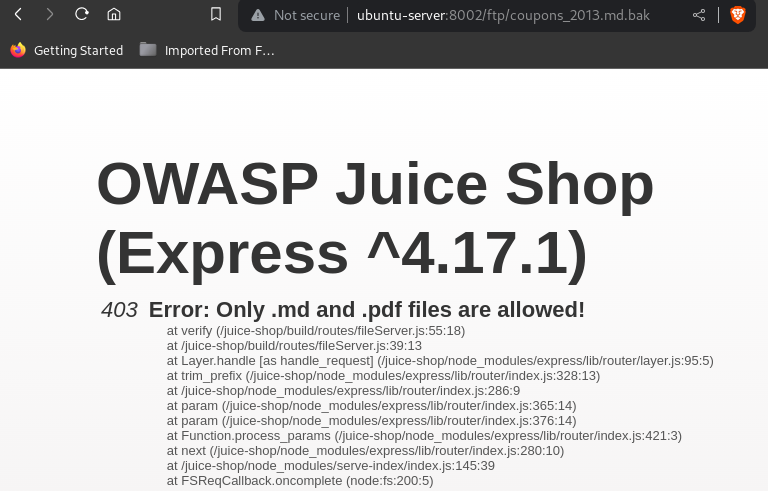 Not secure ubuntu-server:8002/ftp/coupons_2013.md.bak
Getting Started Imported From F…
OWASP Juice Shop
(Express ^4.17.1)
403 Error: Only .md and .pdf files are allowed!
at verify (/juice-shop/build/routes/fileServer.js:55:18)
at /juice-shop/build/routes/fileServer.js:39:13
at Layer.handle [as handle_request] (/juice-shop/node_modules/express/lib/router/layer.js:95:5)
at trim_prefix (/juice-shop/node_modules/express/lib/router/index.js:328:13)
at /juice-shop/node_modules/express/lib/router/index.js:286:9
at param (/juice-shop/node_modules/express/lib/router/index.js:365:14)
at param (/juice-shop/node_modules/express/lib/router/index.js:376:14)
at Function.process_params (/juice-shop/node_modules/express/lib/router/index.js:421:3)
at next (/juice-shop/node_modules/express/lib/router/index.js:280:10)
at /juice-shop/node_modules/serve-index/index.js:145:39
at FSReqCallback.oncomplete (node:fs:200:5)